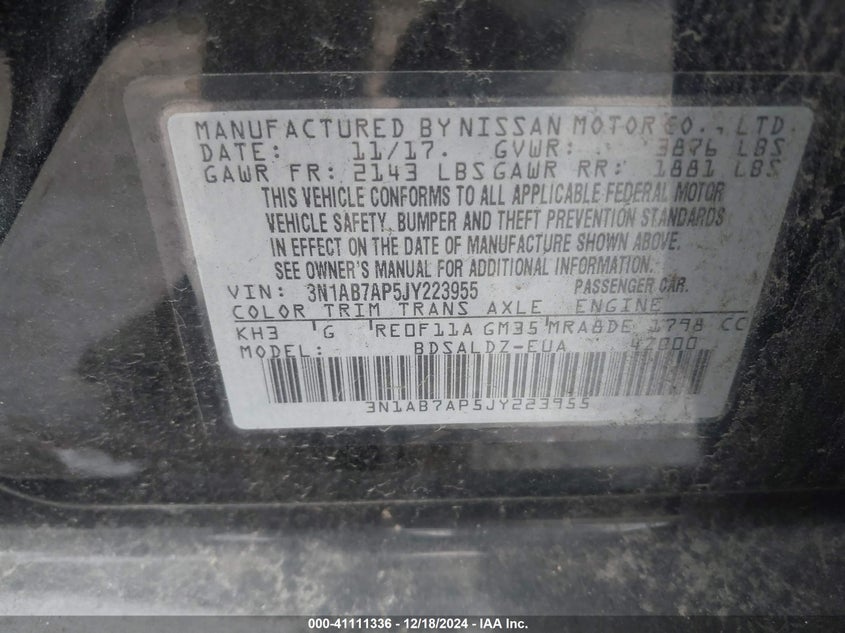 MANUFACTURED BY NISSAN MOTOR CO., LTD
DATE: 11/17. GVWR: 3876 LBS
GAWR FR: 2143 LBS GAWR RR: 1881 LBS
THIS VEHICLE CONFORMS TO ALL APPLICABLE FEDERAL MOTOR
VEHICLE SAFETY, BUMPER AND THEFT PREVENTION STANDARDS
IN EFFECT ON THE DATE OF MANUFACTURE SHOWN ABOVE.
SEE OWNER'S MANUAL FOR ADDITIONAL INFORMATION.
VIN: 3N1AB7AP5JY223955 PASSENGER CAR.
COLOR TRIM TRANS AXLE ENGINE
KH3 G RE0F11A GM35 MRA8DE 1798 CC
MODEL: BDSALDZ-EUA 42000
3N1AB7AP5JY223955
000-41111336 - 12/18/2024 - IAA Inc.